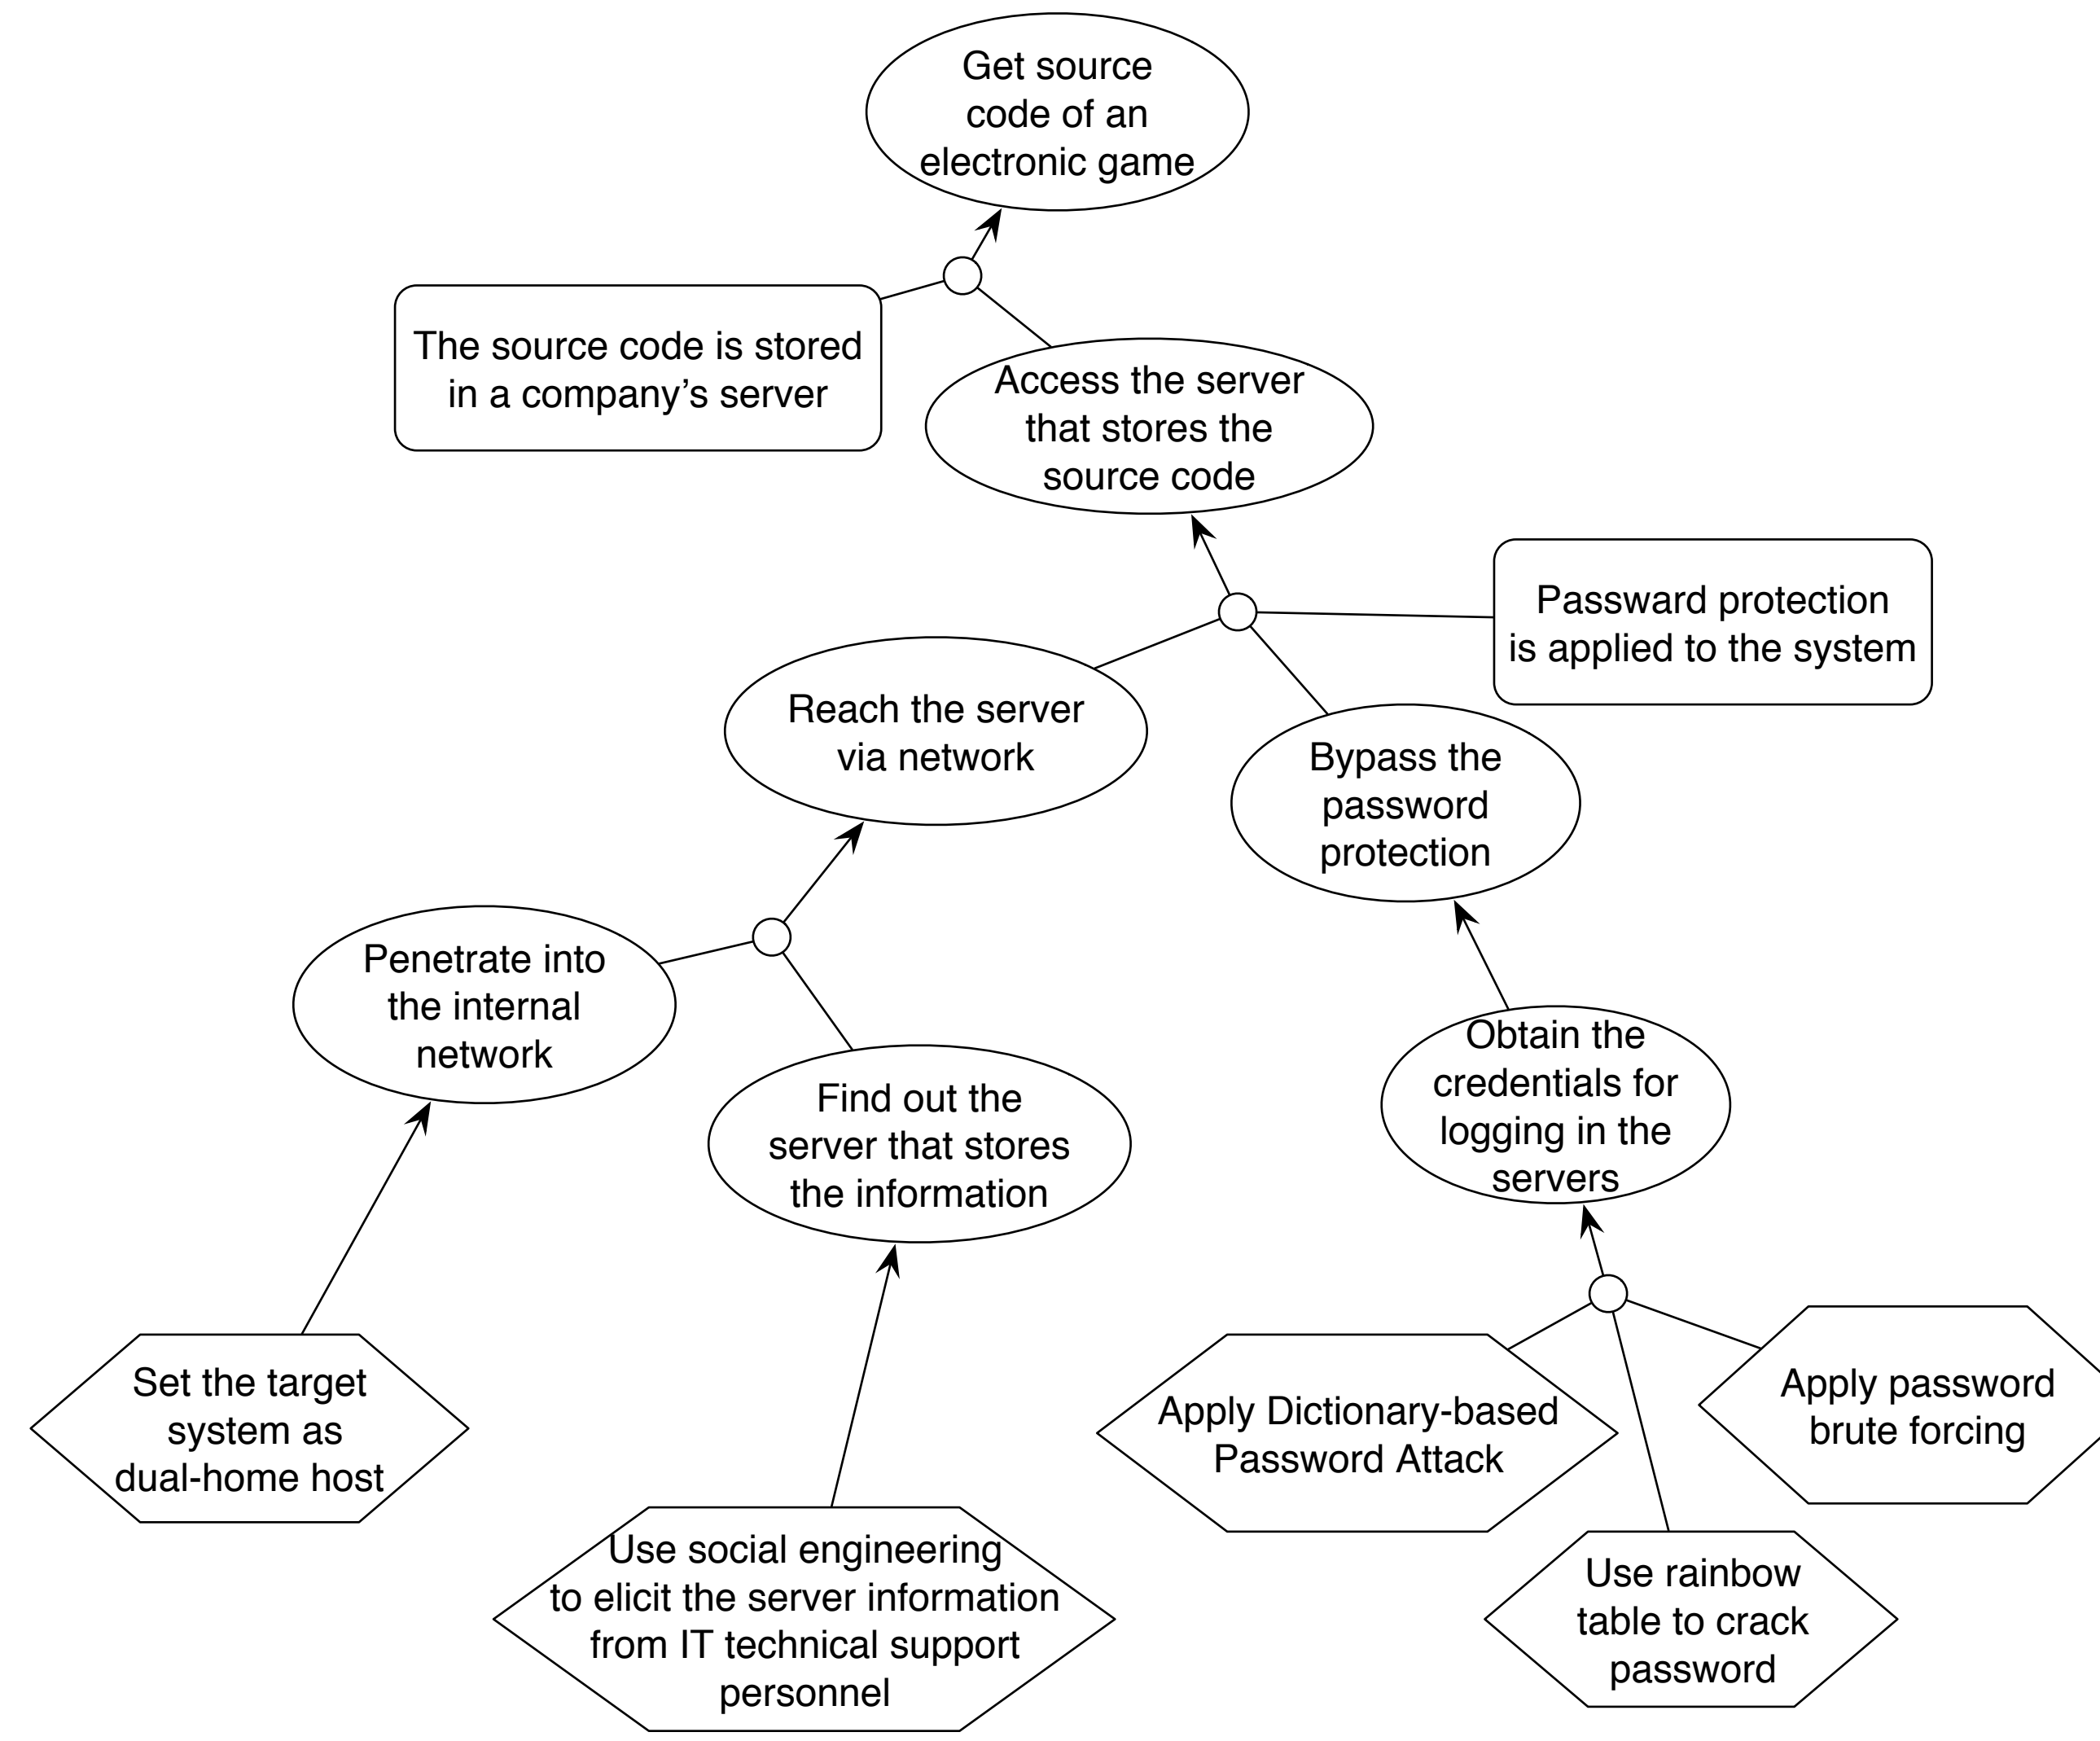 Get source
code of an
electronic game
The source code is stored
in a company's server
Access the server
that stores the
source code
Passward protection
is applied to the system
Reach the server
via network
Bypass the
password
protection
Penetrate into
the internal
network
Find out the
server that stores
the information
Obtain the
credentials for
logging in the
servers
Set the target
system as
dual-home host
Apply Dictionary-based
Password Attack
Apply password
brute forcing
Use social engineering
to elicit the server information
from IT technical support
personnel
Use rainbow
table to crack
password